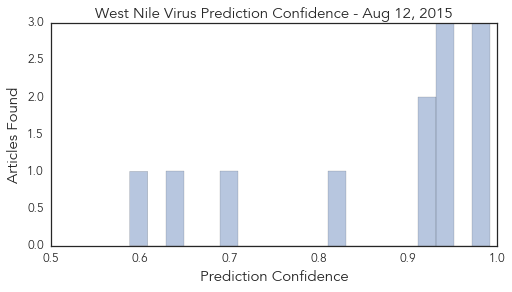 West Nile Virus Prediction Confidence - Aug 12, 2015
3.0
2.5
2.0
1.5
1.0
0.5
0.0
Articles Found
0.5 0.6 0.7 0.8 0.9 1.0
Prediction Confidence